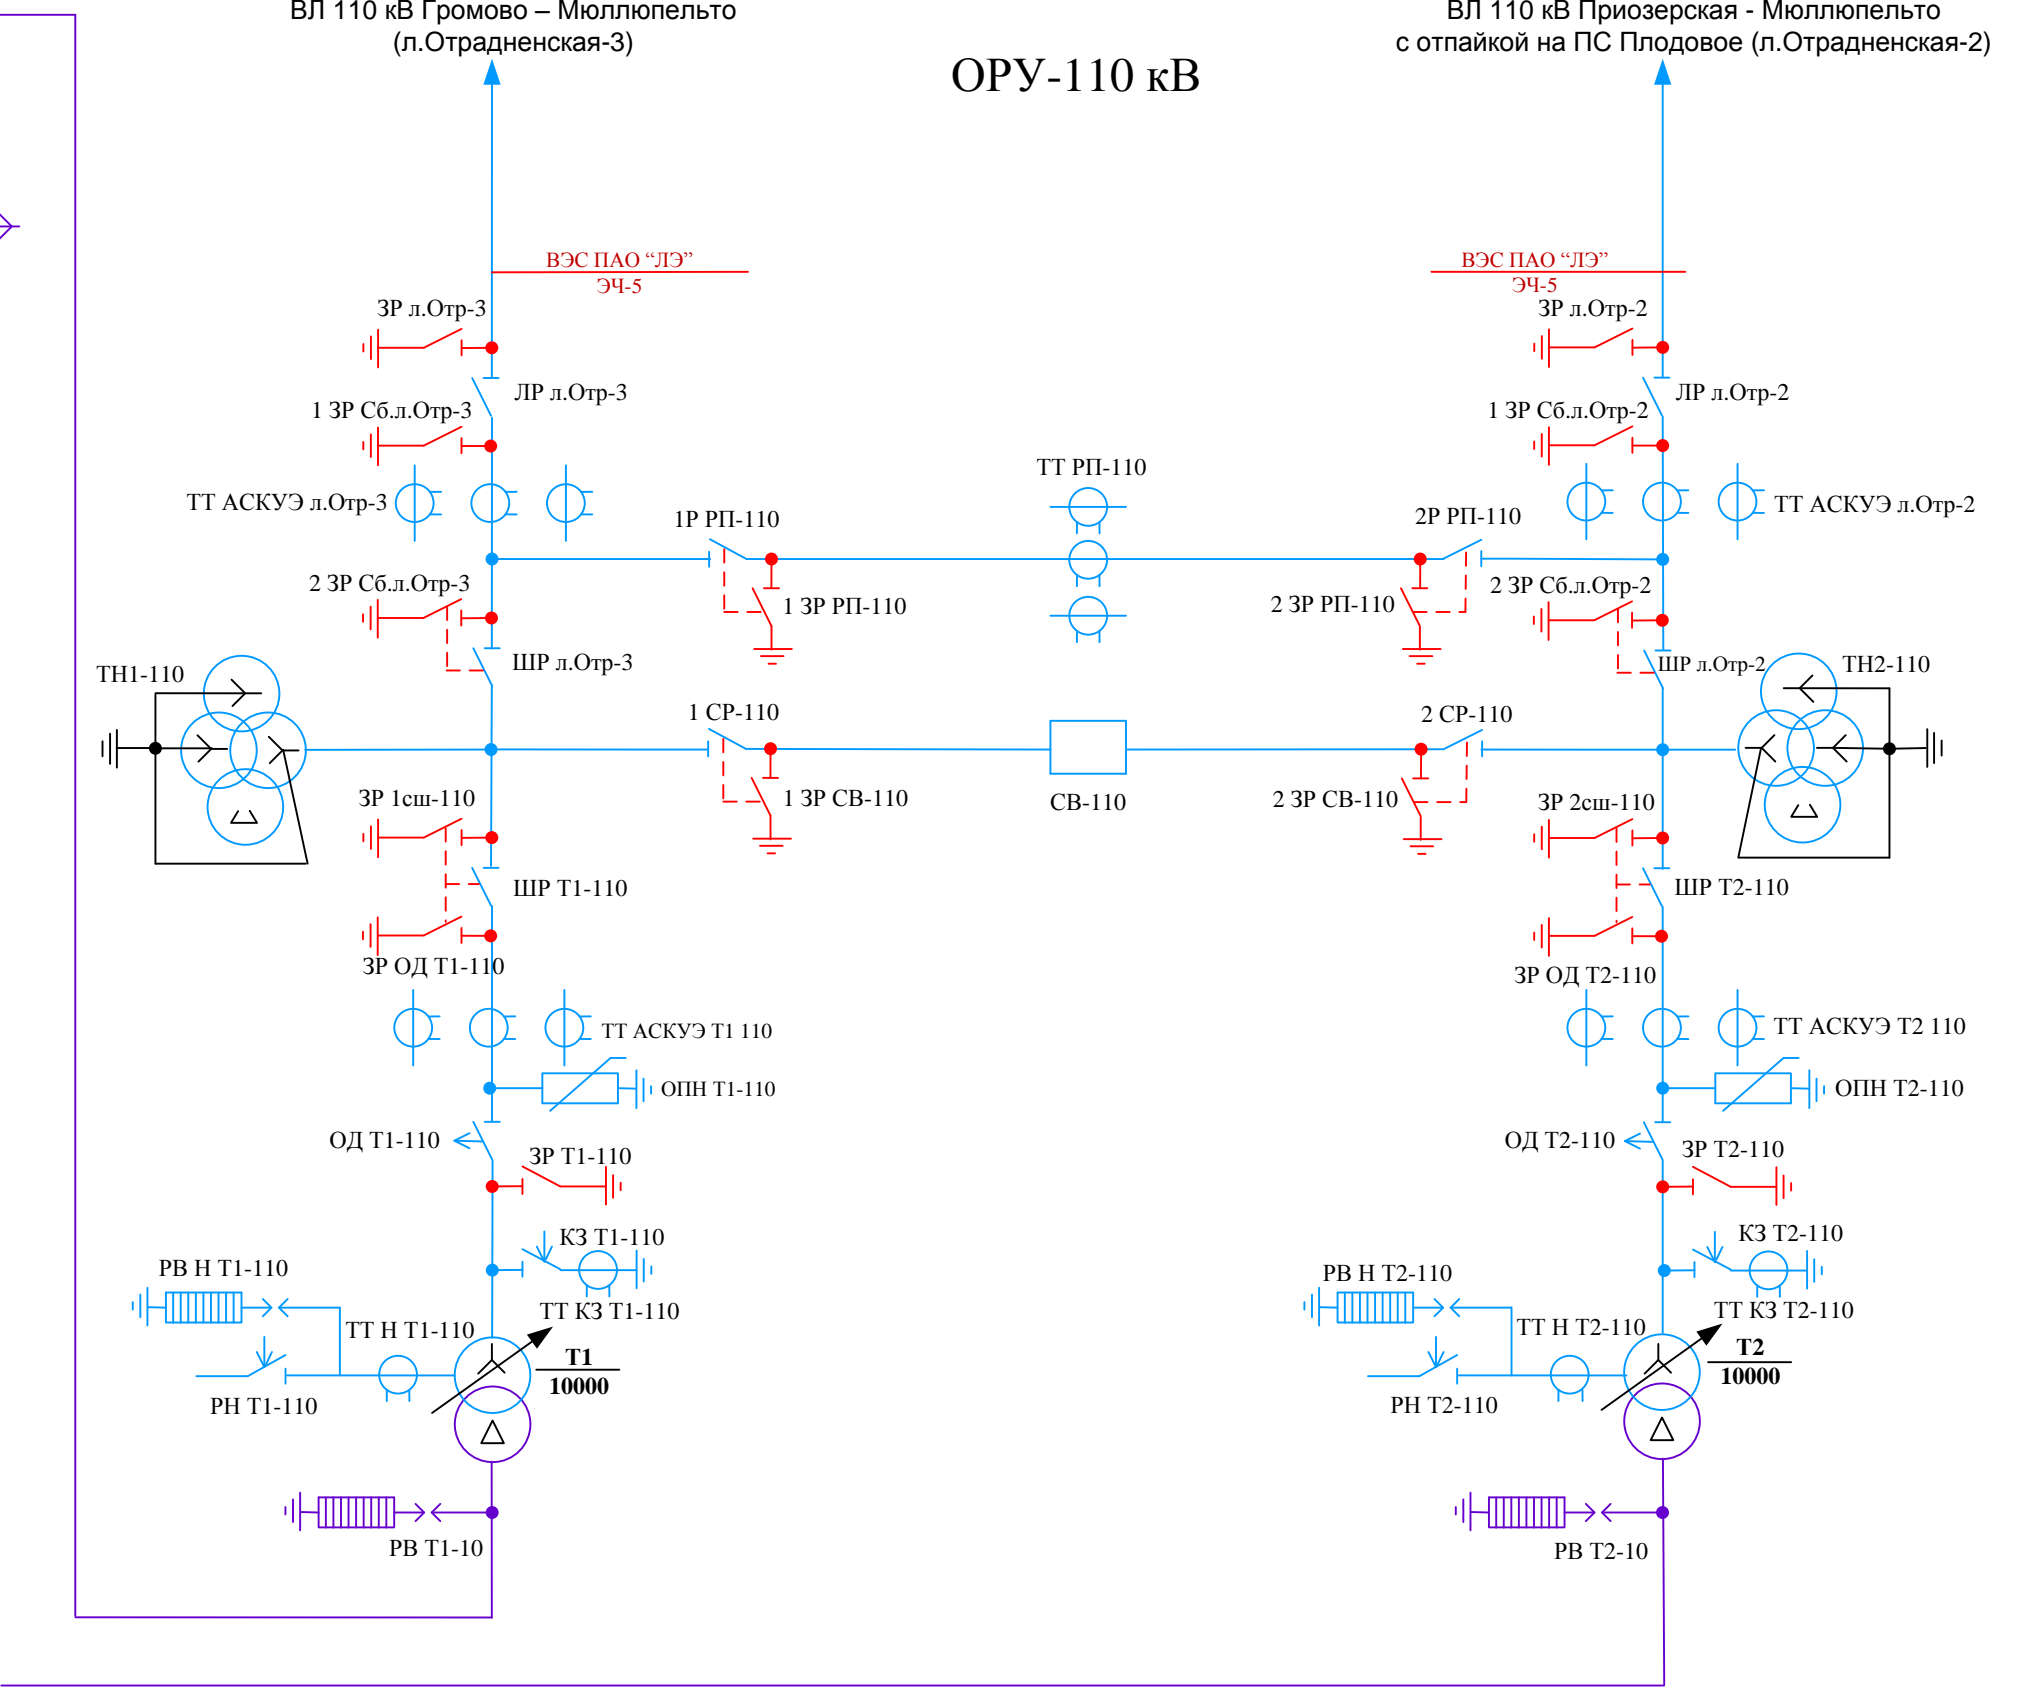 ВЛ 110 кВ Громово – Мюллюпельто
(л.Отрадненская-3)
ВЛ 110 кВ Приозерская - Мюллюпельто
с отпайкой на ПС Плодовое (л.Отрадненская-2)
ОРУ-110 кВ
ВЭС ПАО “ЛЭ”
ЭЧ-5
ВЭС ПАО “ЛЭ”
ЭЧ-5
ЗР л.Отр-3
ЗР л.Отр-2
ЛР л.Отр-3
ЛР л.Отр-2
1 ЗР Сб.л.Отр-3
1 ЗР Сб.л.Отр-2
ТТ АСКУЭ л.Отр-3
ТТ РП-110
ТТ АСКУЭ л.Отр-2
1Р РП-110
2Р РП-110
2 ЗР Сб.л.Отр-3
1 ЗР РП-110
2 ЗР РП-110
2 ЗР Сб.л.Отр-2
ТН1-110
ШР л.Отр-3
ШР л.Отр-2
ТН2-110
1 СР-110
2 СР-110
ЗР 1сш-110
1 ЗР СВ-110
СВ-110
2 ЗР СВ-110
ЗР 2сш-110
ШР Т1-110
ШР Т2-110
ЗР ОД Т1-110
ЗР ОД Т2-110
ТТ АСКУЭ Т1 110
ТТ АСКУЭ Т2 110
ОПН Т1-110
ОПН Т2-110
ОД Т1-110
ОД Т2-110
ЗР Т1-110
ЗР Т2-110
КЗ Т1-110
КЗ Т2-110
РВ Н Т1-110
РВ Н Т2-110
ТТ КЗ Т1-110
ТТ КЗ Т2-110
ТТ Н Т1-110
ТТ Н Т2-110
Т1
10000
Т2
10000
РН Т1-110
РН Т2-110
РВ Т1-10
РВ Т2-10